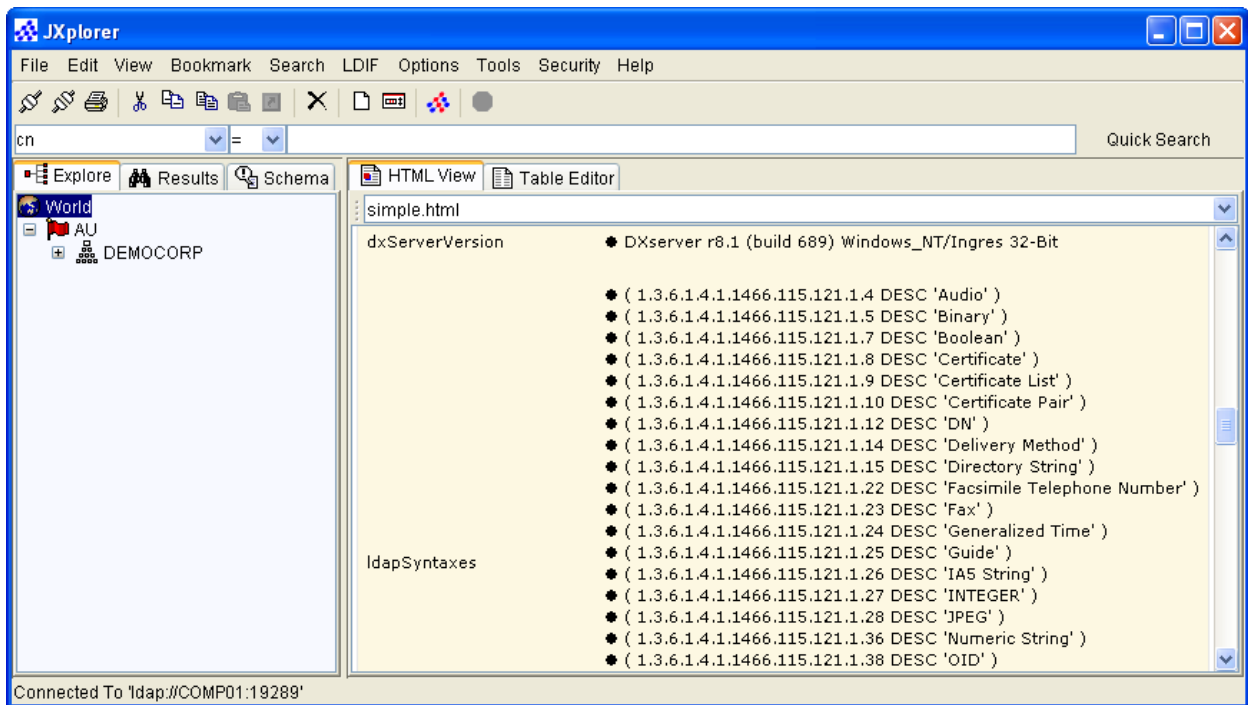 JXplorer
File Edit View Bookmark Search LDIF Options Tools Security Help
cn = Quick Search
Explore Results Schema HTML View Table Editor
World
AU
DEMOCORP
simple.html
dxServerVersion DXserver r8.1 (build 689) Windows_NT/Ingres 32-Bit
ldapSyntaxes
( 1.3.6.1.4.1.1466.115.121.1.4 DESC 'Audio' )
( 1.3.6.1.4.1.1466.115.121.1.5 DESC 'Binary' )
( 1.3.6.1.4.1.1466.115.121.1.7 DESC 'Boolean' )
( 1.3.6.1.4.1.1466.115.121.1.8 DESC 'Certificate' )
( 1.3.6.1.4.1.1466.115.121.1.9 DESC 'Certificate List' )
( 1.3.6.1.4.1.1466.115.121.1.10 DESC 'Certificate Pair' )
( 1.3.6.1.4.1.1466.115.121.1.12 DESC 'DN' )
( 1.3.6.1.4.1.1466.115.121.1.14 DESC 'Delivery Method' )
( 1.3.6.1.4.1.1466.115.121.1.15 DESC 'Directory String' )
( 1.3.6.1.4.1.1466.115.121.1.22 DESC 'Facsimile Telephone Number' )
( 1.3.6.1.4.1.1466.115.121.1.23 DESC 'Fax' )
( 1.3.6.1.4.1.1466.115.121.1.24 DESC 'Generalized Time' )
( 1.3.6.1.4.1.1466.115.121.1.25 DESC 'Guide' )
( 1.3.6.1.4.1.1466.115.121.1.26 DESC 'IA5 String' )
( 1.3.6.1.4.1.1466.115.121.1.27 DESC 'INTEGER' )
( 1.3.6.1.4.1.1466.115.121.1.28 DESC 'JPEG' )
( 1.3.6.1.4.1.1466.115.121.1.36 DESC 'Numeric String' )
( 1.3.6.1.4.1.1466.115.121.1.38 DESC 'OID' )
Connected To 'ldap://COMP01:19289'